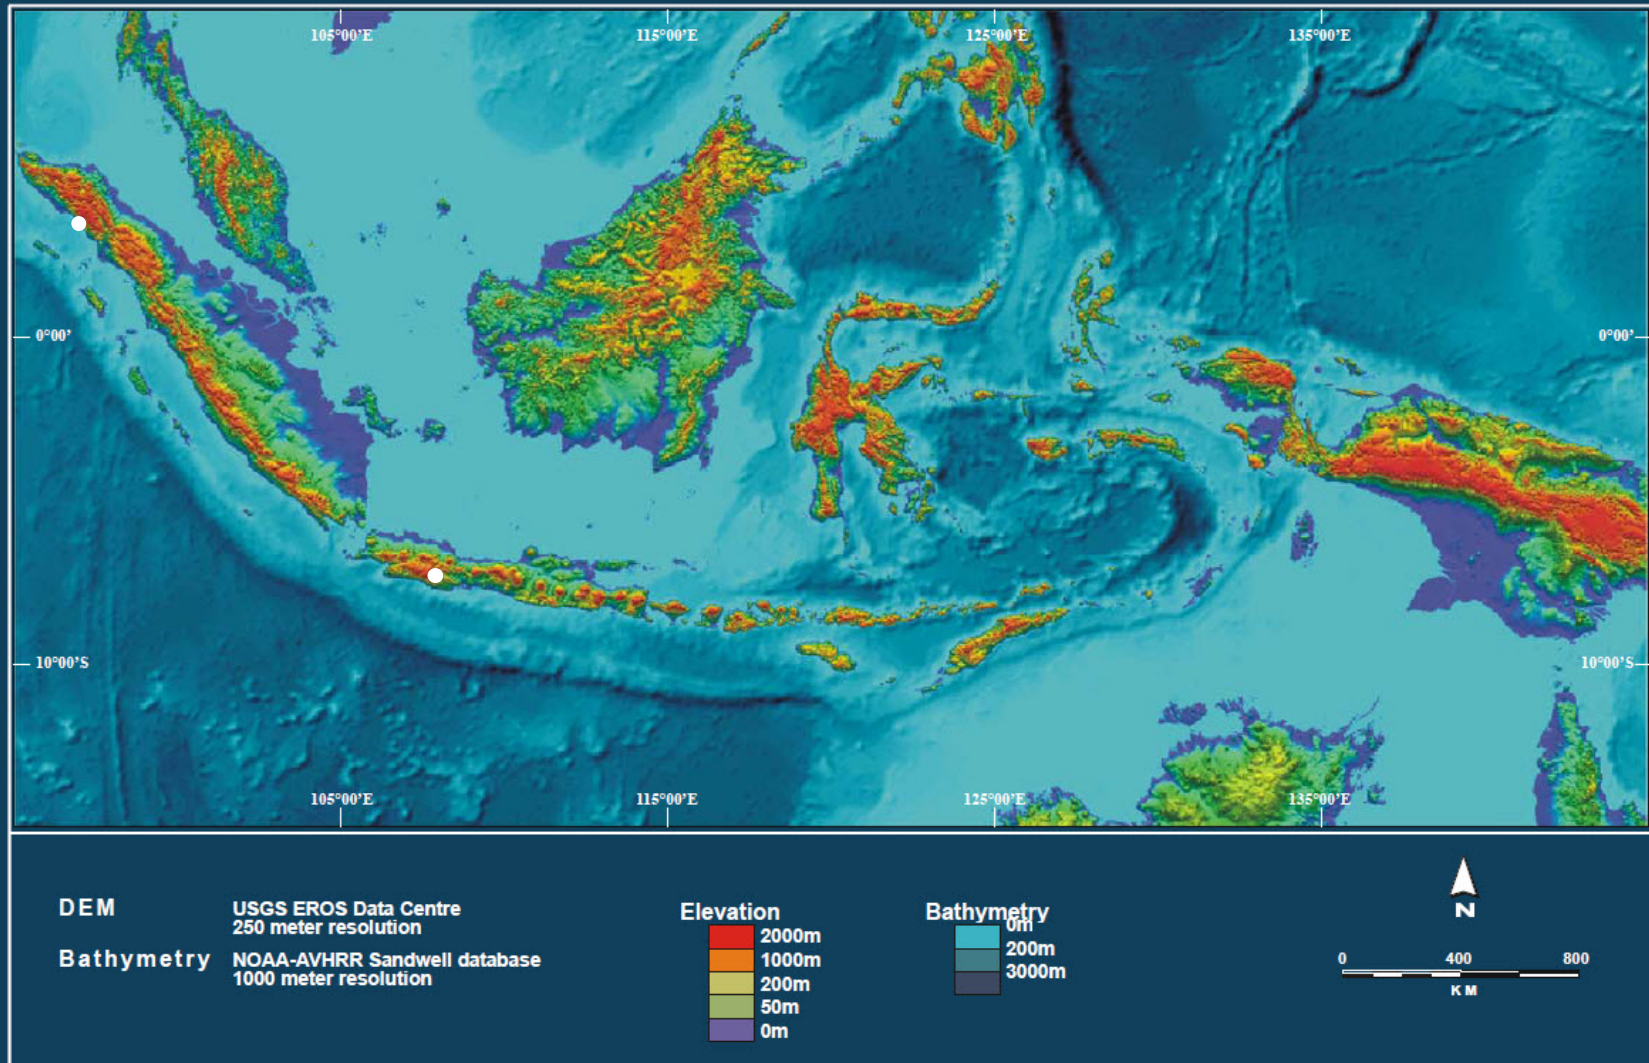 105°00'E 115°00'E 125°00'E 135°00'E
0°00' 0°00'
10°00'S 10°00'S
105°00'E 115°00'E 125°00'E 135°00'E
DEM USGS EROS Data Centre
250 meter resolution
Bathymetry NOAA-AVHRR Sandwell database
1000 meter resolution
Elevation
2000m
1000m
200m
50m
0m
Bathymetry
0m
200m
3000m
N
0 400 800
KM